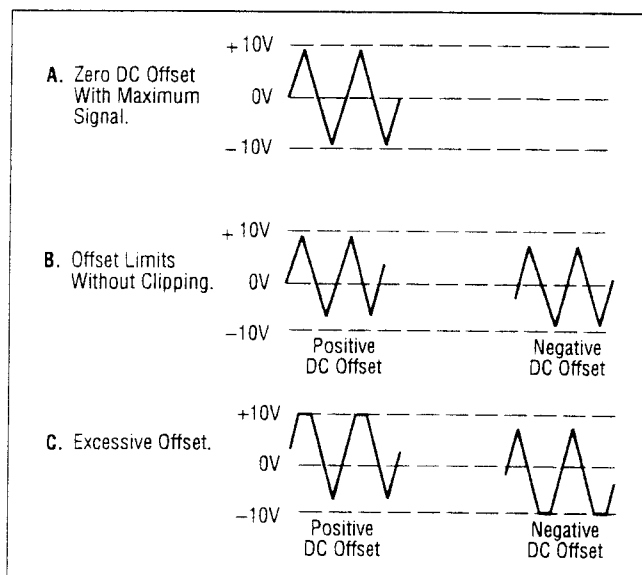 +10V
A. Zero DC Offset
With Maximum
Signal.
0V
−10V
+10V
B. Offset Limits
Without Clipping.
0V
−10V
Positive
DC Offset
Negative
DC Offset
+10V
C. Excessive Offset.
0V
−10V
Positive
DC Offset
Negative
DC Offset